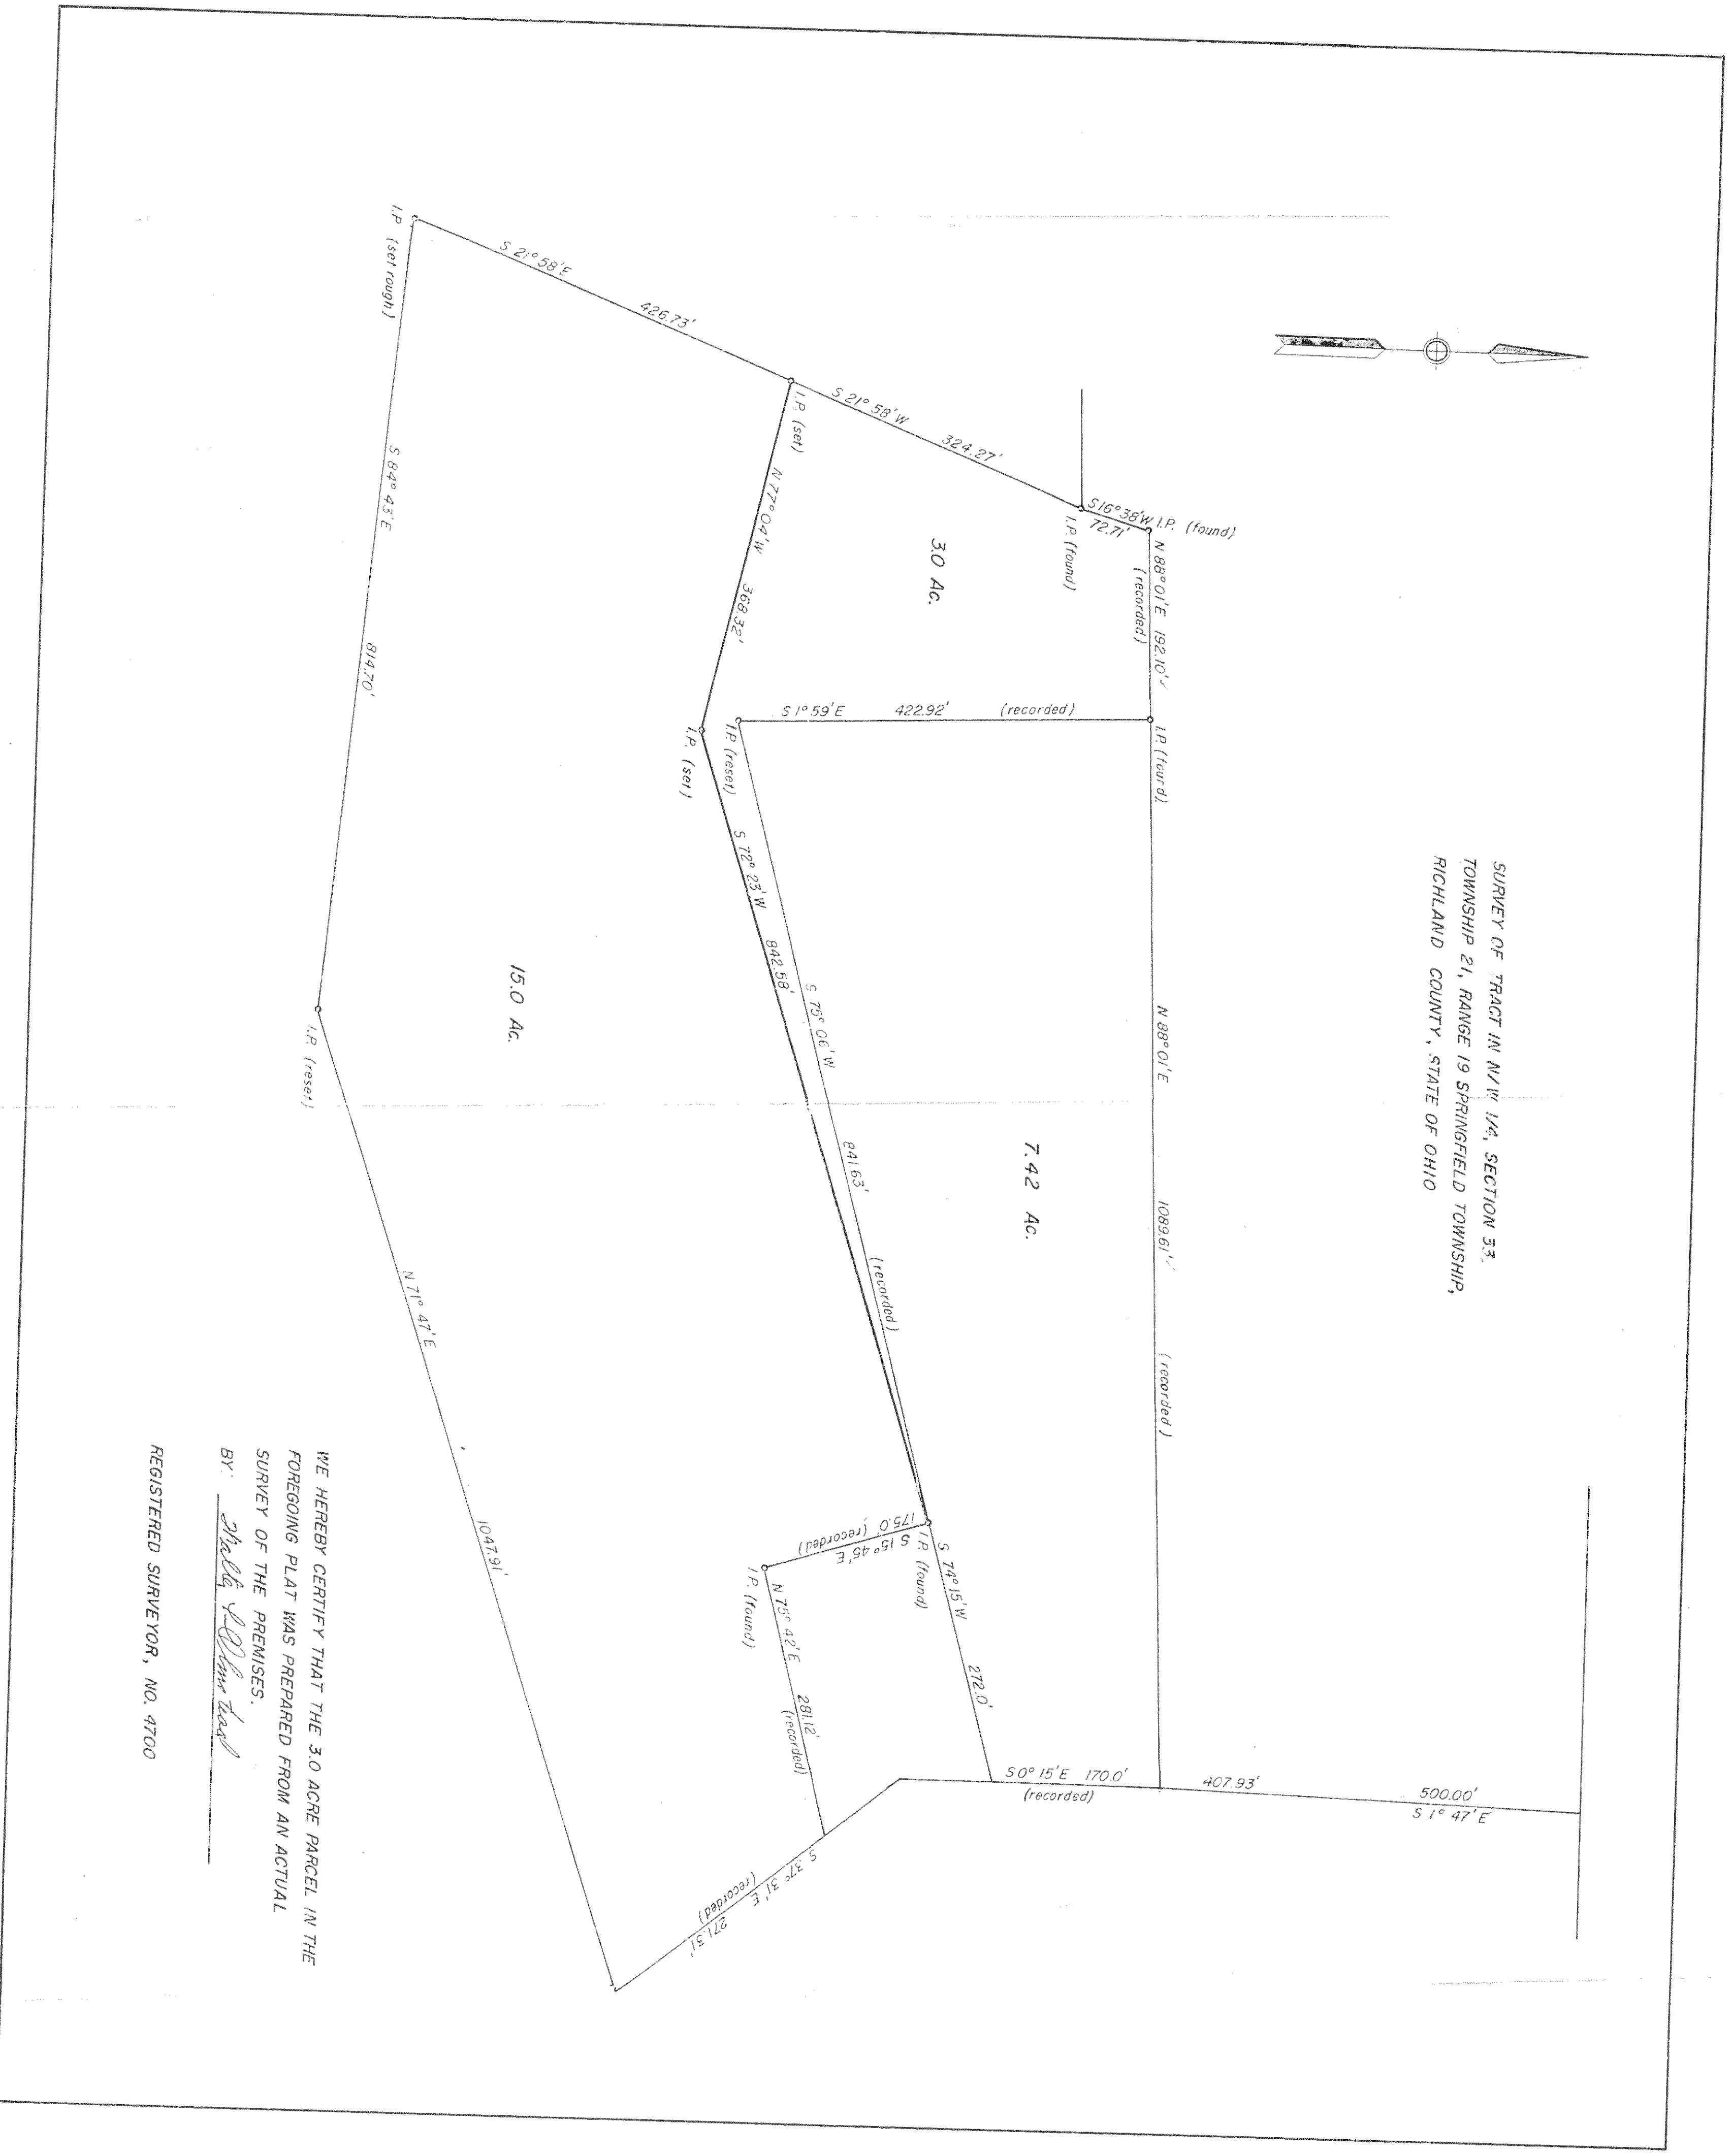 SURVEY OF TRACT IN N/W 1/4, SECTION 33,
TOWNSHIP 21, RANGE 19 SPRINGFIELD TOWNSHIP,
RICHLAND COUNTY, STATE OF OHIO
500.00'
S 1° 47' E
407.93'
S 0° 15' E 170.0'
(recorded)
I.P. (found)
S 16° 38' W
72.71'
I.P. (found)
N 88° 01' E 192.10'
(recorded)
I.P. (found)
N 88° 01' E 1089.61' (recorded)
S 21° 58' W 324.27'
3.0 Ac.
S 1° 59' E 422.92' (recorded)
7.42 Ac.
I.P. (set)
N 77° 04' W 368.32'
I.P. (reset)
I.P. (set)
S 75° 06' W 841.63' (recorded)
S 72° 23' W 842.58'
I.P. (found)
S 74° 15' W 272.0'
S 15° 45' E
175.0' (recorded)
I.P. (found)
N 75° 42' E 281.12'
(recorded)
S 37° 31' E 271.31'
(recorded)
S 21° 58' E 426.73'
15.0 Ac.
I.P. (set rough)
S 84° 43' E 814.70'
I.P. (reset)
N 71° 47' E 1047.91'
WE HEREBY CERTIFY THAT THE 3.0 ACRE PARCEL IN THE
FOREGOING PLAT WAS PREPARED FROM AN ACTUAL
SURVEY OF THE PREMISES.
BY:
REGISTERED SURVEYOR, NO. 4700